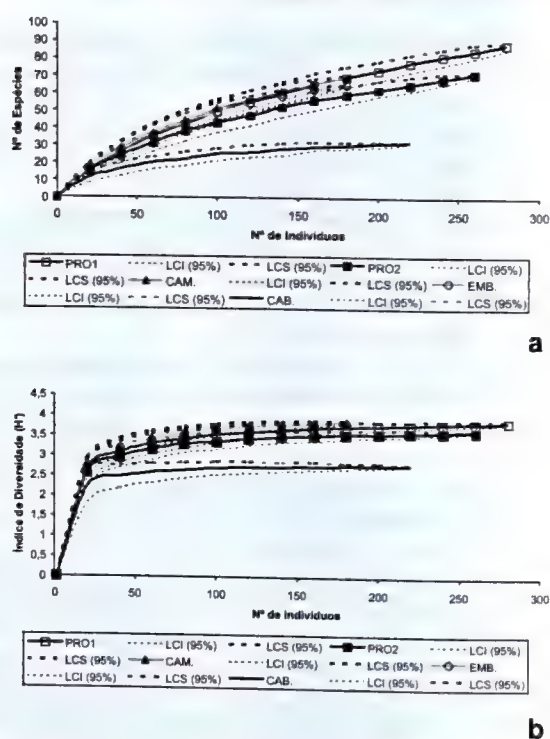 100
90
80
70
60
50
40
30
20
10
0
Nº de Espécies
0 50 100 150 200 250 300
Nº de Indivíduos
PRO1 LCI (95%) LCS (95%) PRO2 LCI (95%)
LCS (95%) CAM. LCI (95%) LCS (95%) EMB.
LCI (95%) LCS (95%) CAB. LCI (95%) LCS (95%)
a
4,5
4
3,5
3
2,5
2
1,5
1
0,5
0
Índice de Diversidade (H')
0 50 100 150 200 250 300
Nº de Indivíduos
PRO1 LCI (95%) LCS (95%) PRO2 LCI (95%)
LCS (95%) CAM. LCI (95%) LCS (95%) EMB.
LCI (95%) LCS (95%) CAB. LCI (95%) LCS (95%)
b